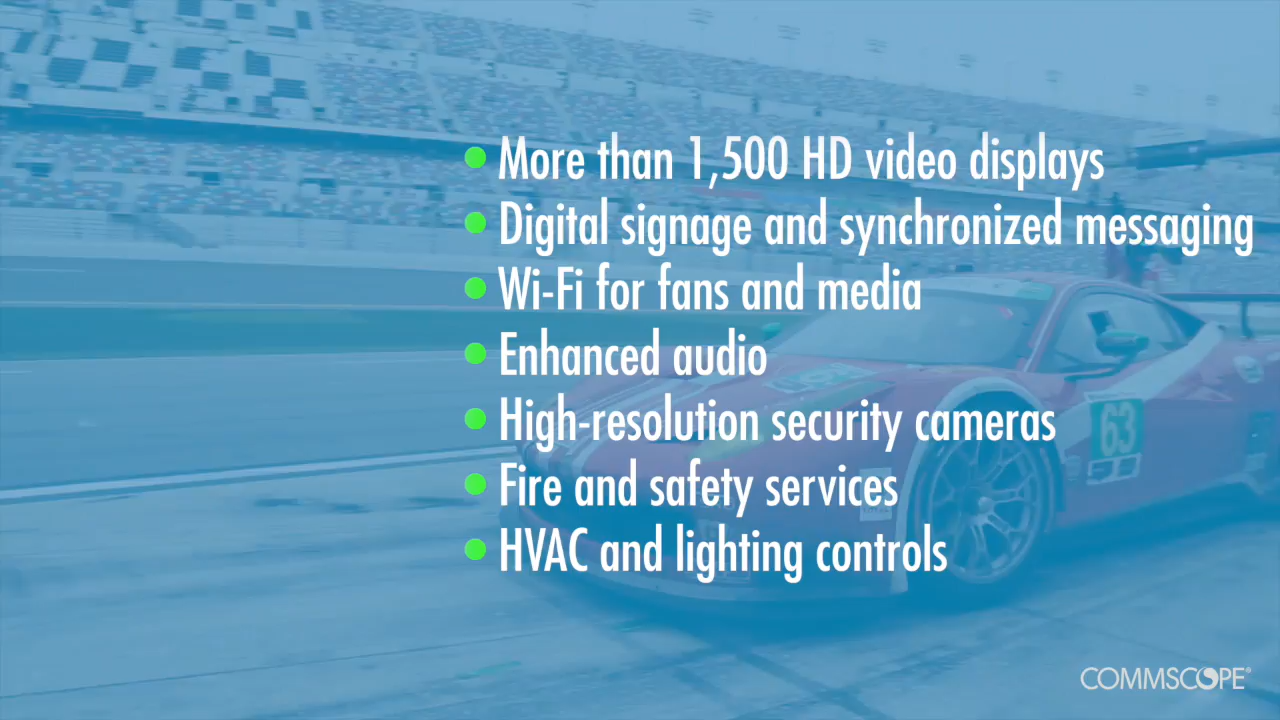 More than 1,500 HD video displays
Digital signage and synchronized messaging
Wi-Fi for fans and media
Enhanced audio
High-resolution security cameras
Fire and safety services
HVAC and lighting controls
63
COMMSCOPE®